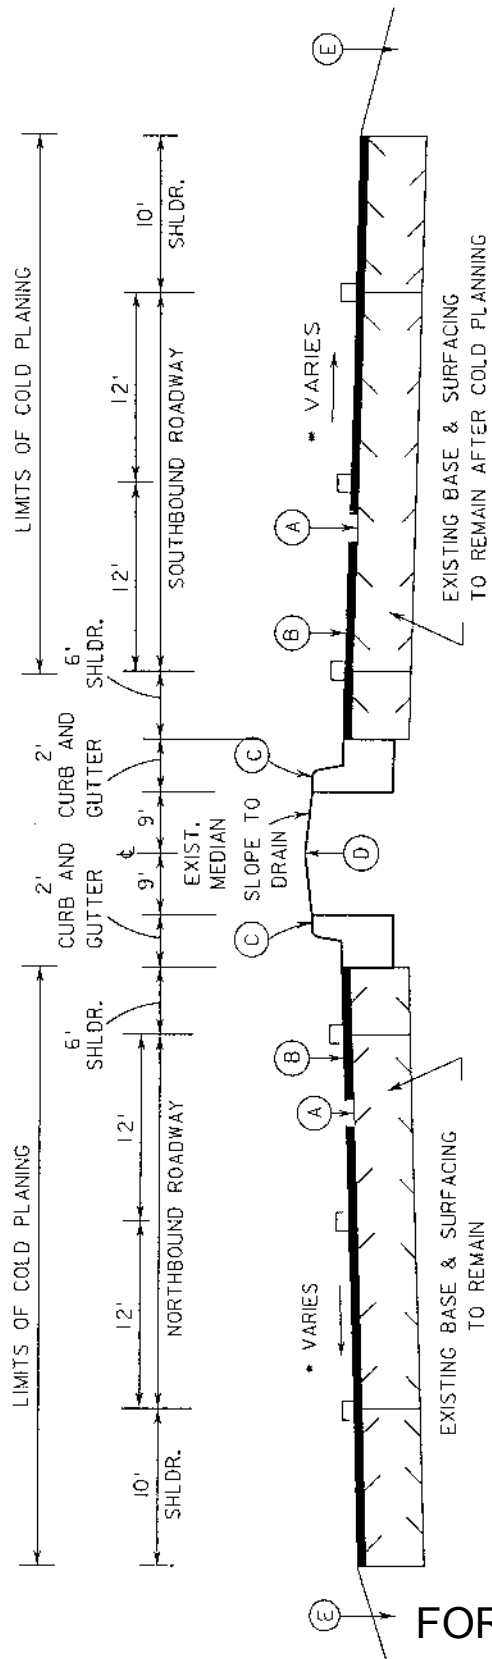 LIMITS OF COLD PLANING
LIMITS OF COLD PLANING
10'
SHLDR.
12'
12'
NORTHBOUND ROADWAY
6'
SHLDR.
2'
CURB AND
GUTTER
9'
℄
9'
EXIST.
MEDIAN
2'
CURB AND
GUTTER
6'
SHLDR.
12'
12'
SOUTHBOUND ROADWAY
10'
SHLDR.
SLOPE TO
DRAIN
* VARIES
* VARIES
E
A
B
C
D
C
B
A
E
EXISTING BASE & SURFACING
TO REMAIN
EXISTING BASE & SURFACING
TO REMAIN AFTER COLD PLANNING
FOR